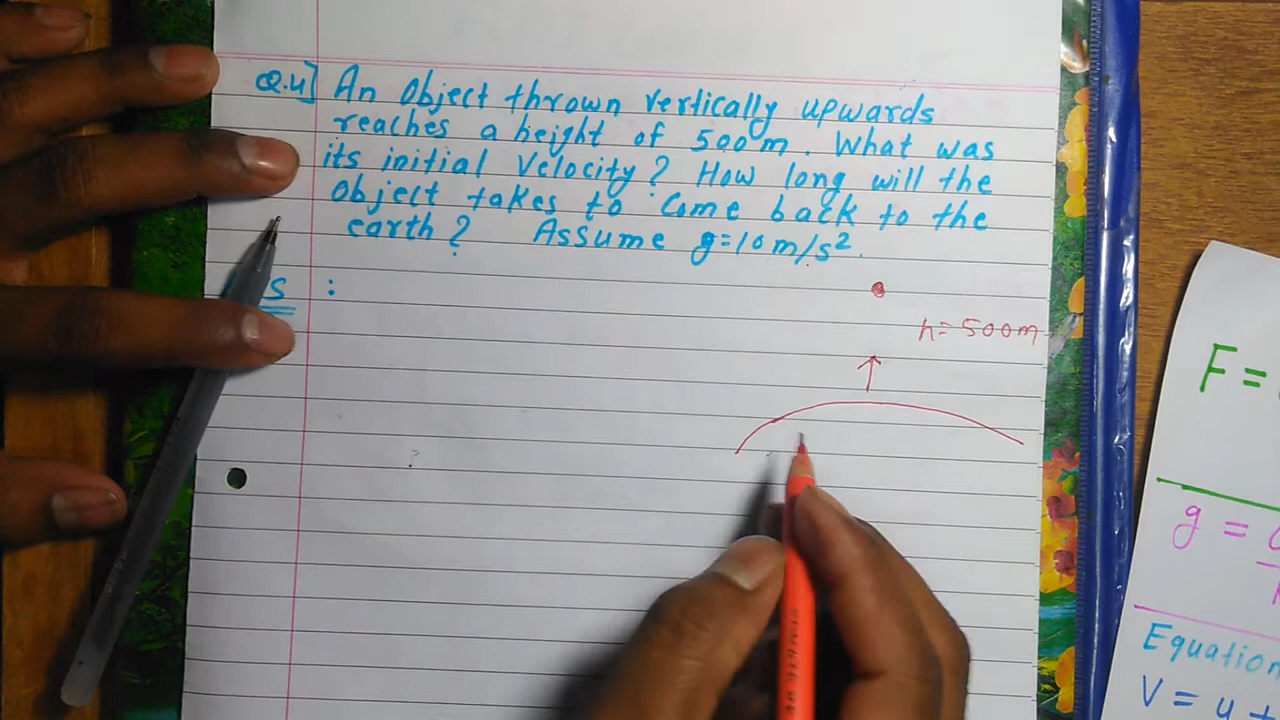 Q.4] An Object thrown vertically upwards
reaches a height of 500m. What was
its initial Velocity? How long will the
object takes to come back to the
earth? Assume g=10m/s².
s :
h=500m
F=
g =
Equation
V = u +